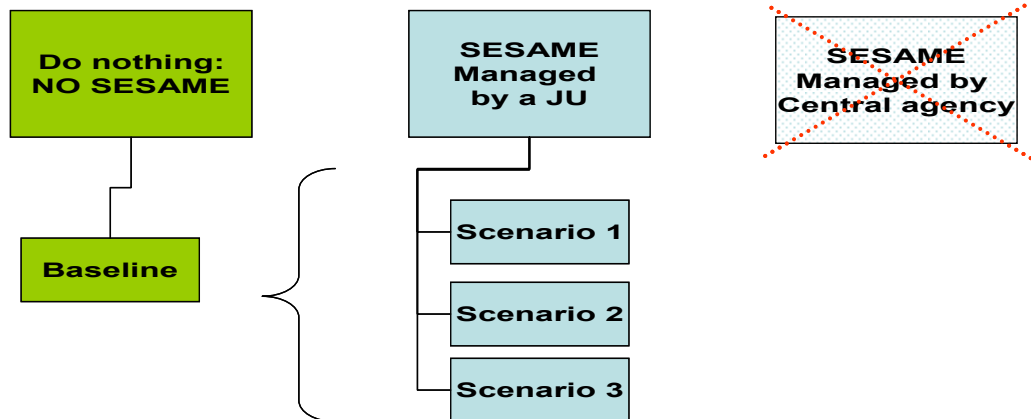 Do nothing:
NO SESAME
SESAME
Managed
by a JU
SESAME
Managed by
Central agency
Baseline
Scenario 1
Scenario 2
Scenario 3